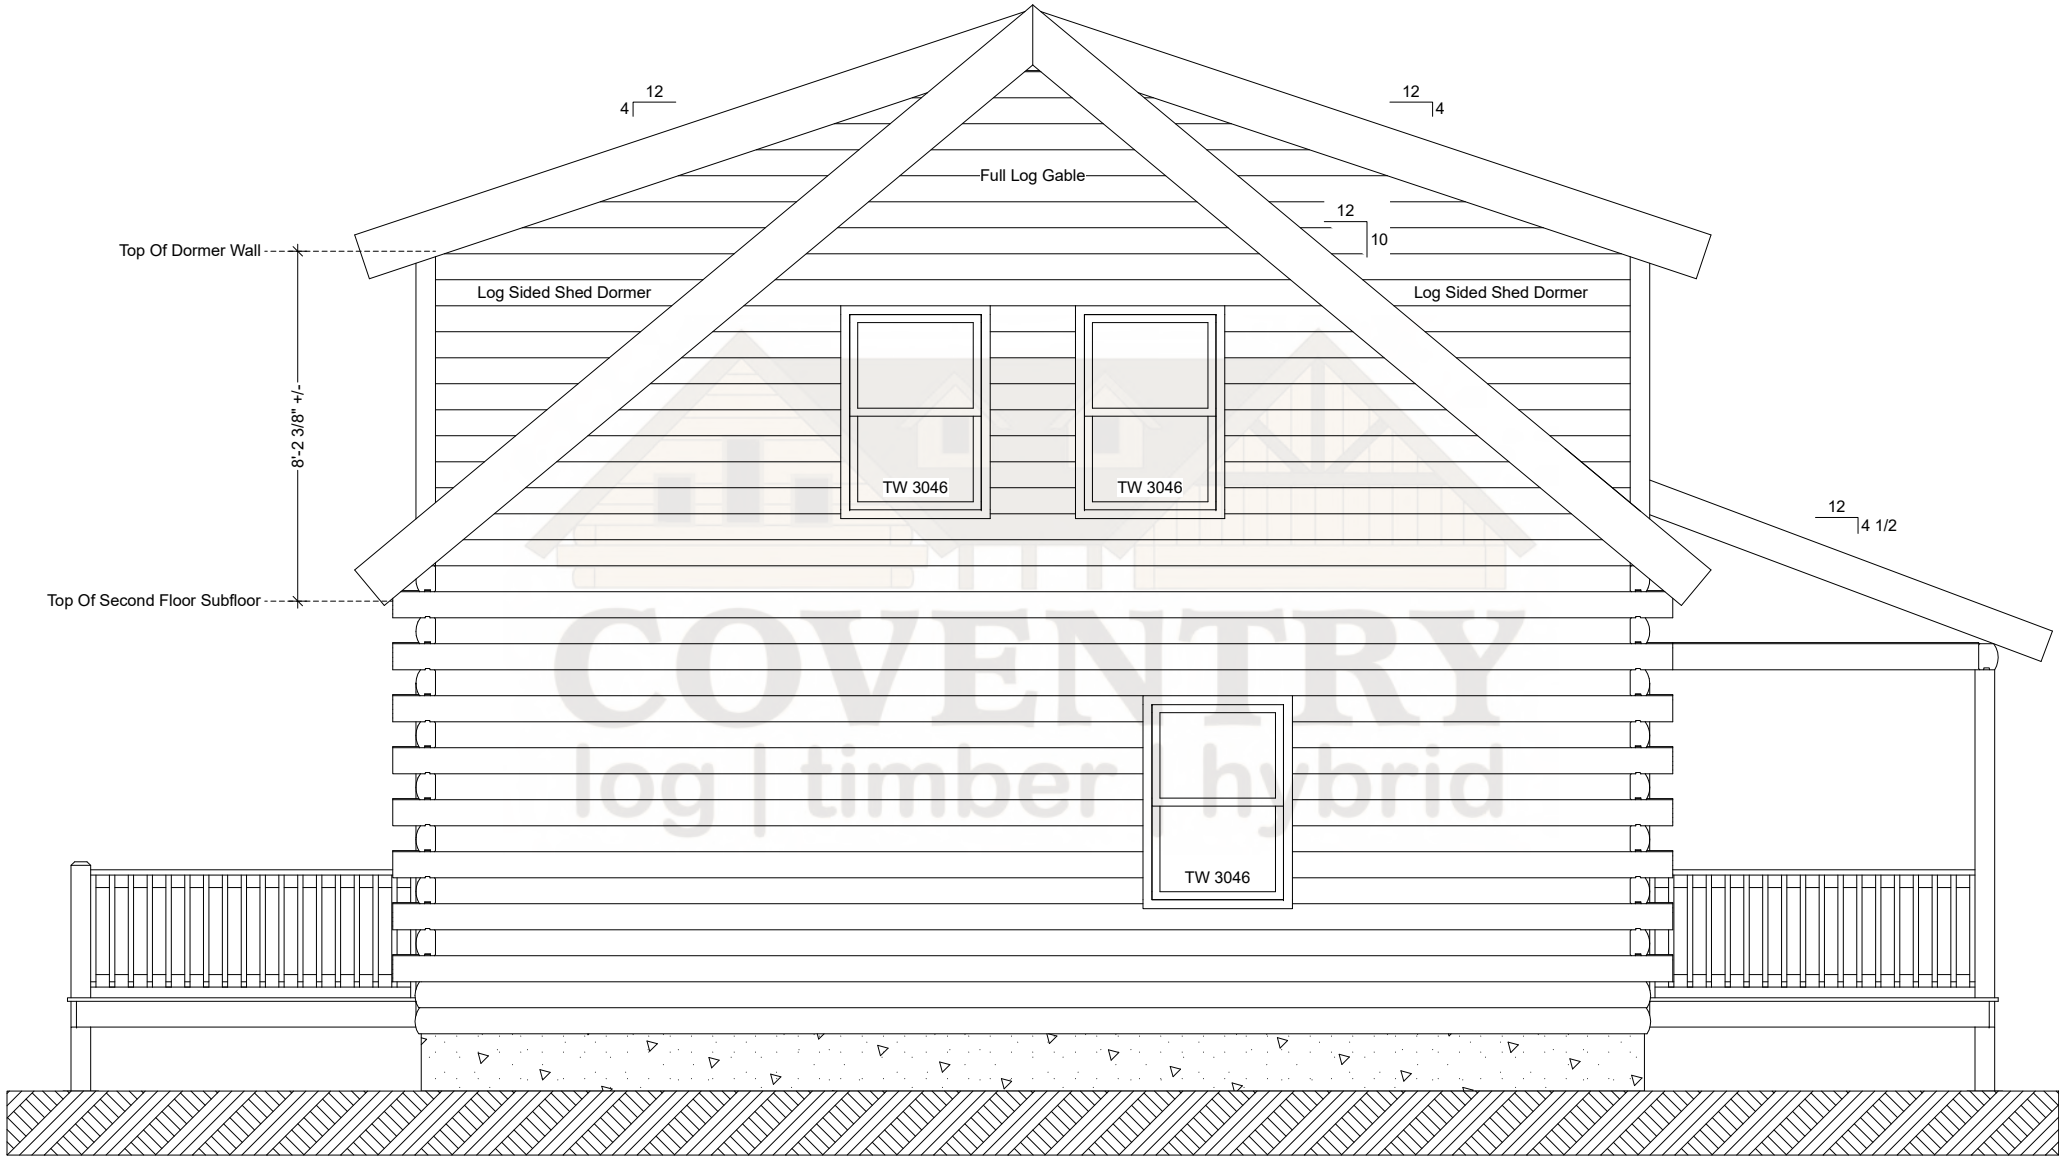 12
4
12
4
Full Log Gable
12
10
Top Of Dormer Wall
Log Sided Shed Dormer
Log Sided Shed Dormer
8'-2 3/8" +/-
TW 3046
TW 3046
12
4 1/2
Top Of Second Floor Subfloor
COVENTRY
log | timber | hybrid
TW 3046